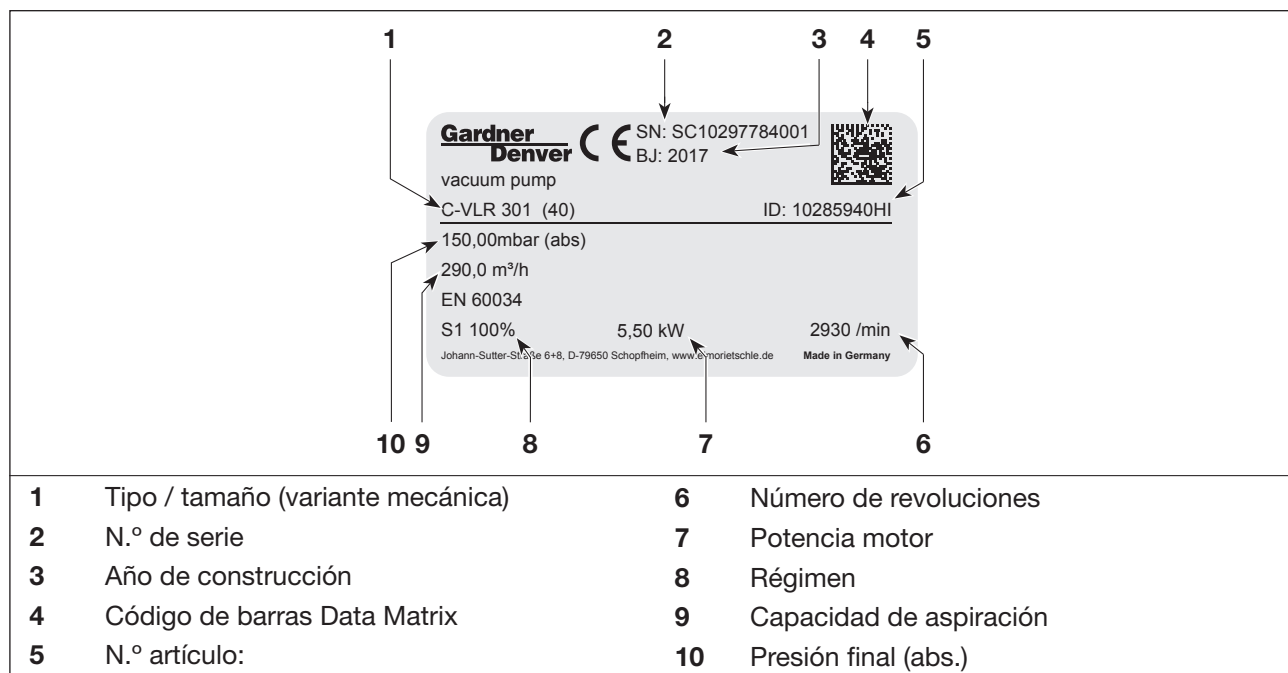 1 2 3 4 5
Gardner
Denver
CE
SN: SC10297784001
BJ: 2017
vacuum pump
C-VLR 301 (40) ID: 10285940HI
150,00mbar (abs)
290,0 m³/h
EN 60034
S1 100% 5,50 kW 2930 /min
Johann-Sutter-Straße 6+8, D-79650 Schopfheim, www.elmorietschle.de Made in Germany
10 9 8 7 6
1 Tipo / tamaño (variante mecánica)
2 N.º de serie
3 Año de construcción
4 Código de barras Data Matrix
5 N.º artículo:
6 Número de revoluciones
7 Potencia motor
8 Régimen
9 Capacidad de aspiración
10 Presión final (abs.)